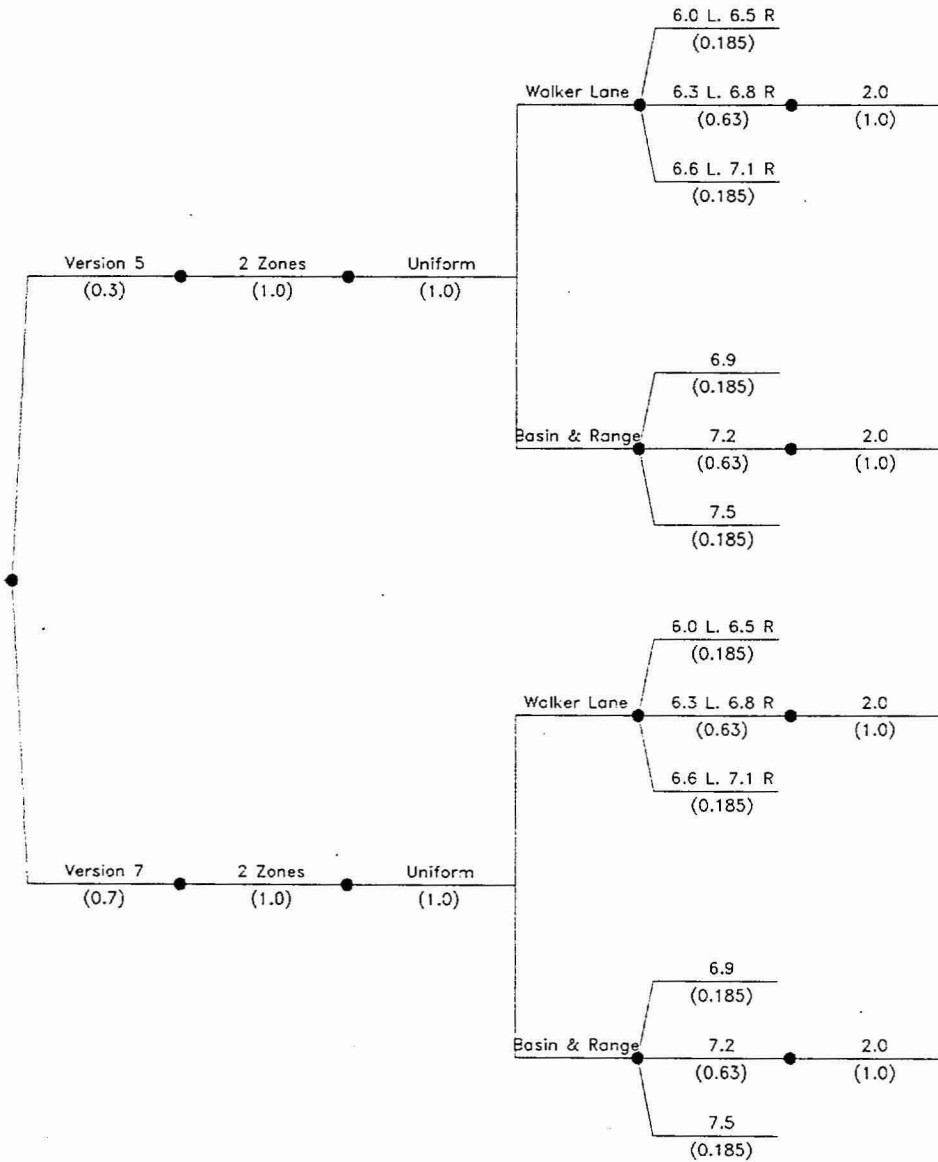 6.0 L. 6.5 R
(0.185)
Walker Lane
6.3 L. 6.8 R
(0.63)
2.0
(1.0)
6.6 L. 7.1 R
(0.185)
Version 5
(0.3)
2 Zones
(1.0)
Uniform
(1.0)
6.9
(0.185)
Basin & Range
7.2
(0.63)
2.0
(1.0)
7.5
(0.185)
6.0 L. 6.5 R
(0.185)
Walker Lane
6.3 L. 6.8 R
(0.63)
2.0
(1.0)
6.6 L. 7.1 R
(0.185)
Version 7
(0.7)
2 Zones
(1.0)
Uniform
(1.0)
6.9
(0.185)
Basin & Range
7.2
(0.63)
2.0
(1.0)
7.5
(0.185)